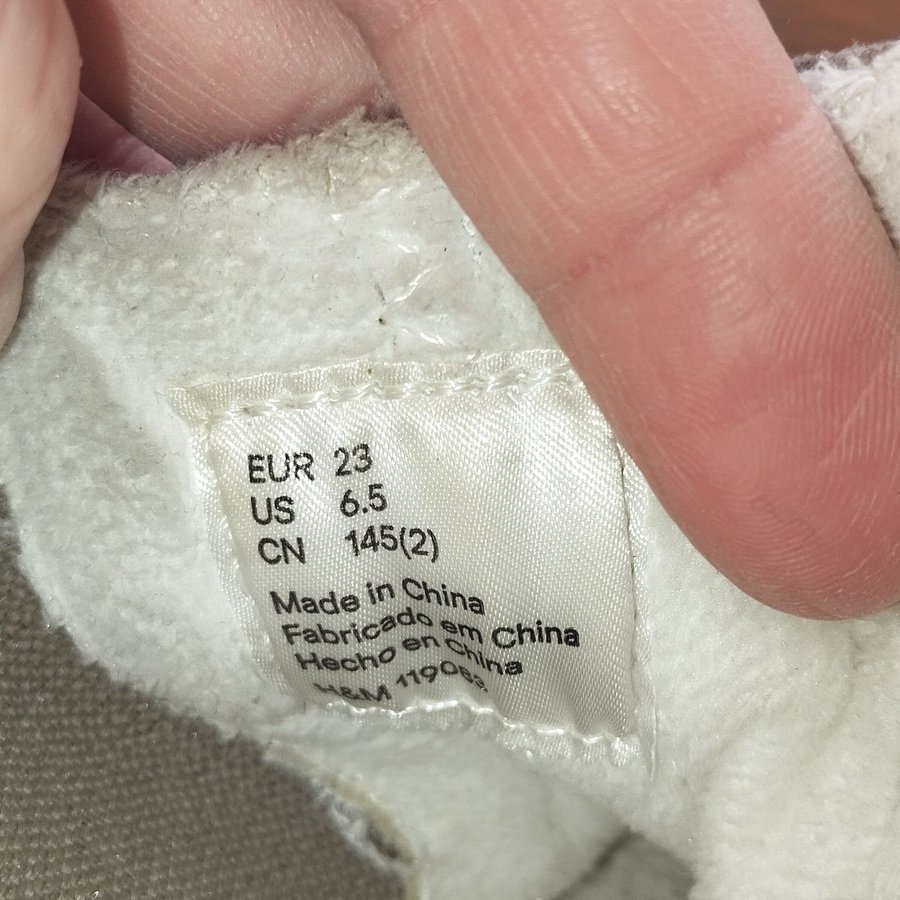 EUR 23
US 6.5
CN 145(2)
Made in China
Fabricado em China
Hecho en China
H&M